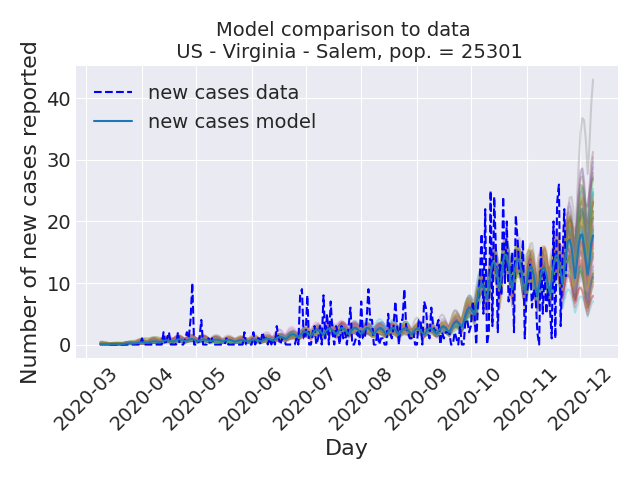 Model comparison to data
US - Virginia - Salem, pop. = 25301
Number of new cases reported
40
30
20
10
0
new cases data
new cases model
2020-03
2020-04
2020-05
2020-06
2020-07
2020-08
2020-09
2020-10
2020-11
2020-12
Day